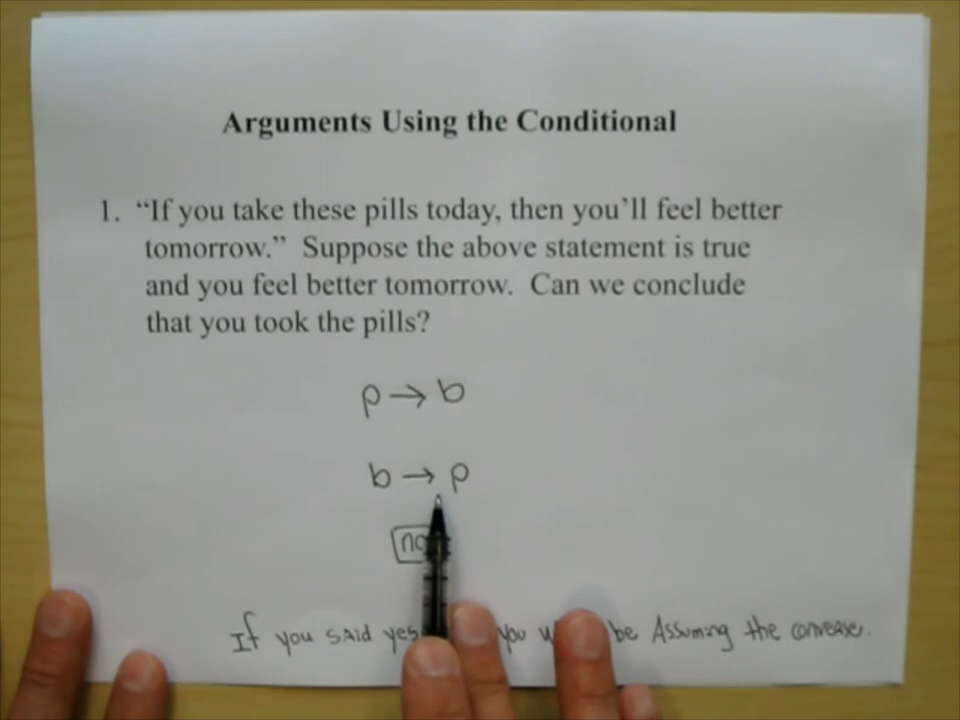 Arguments Using the Conditional
1. “If you take these pills today, then you’ll feel better
tomorrow.” Suppose the above statement is true
and you feel better tomorrow. Can we conclude
that you took the pills?
p → b
b → p
no
If you said yes you be Assuming the converse.